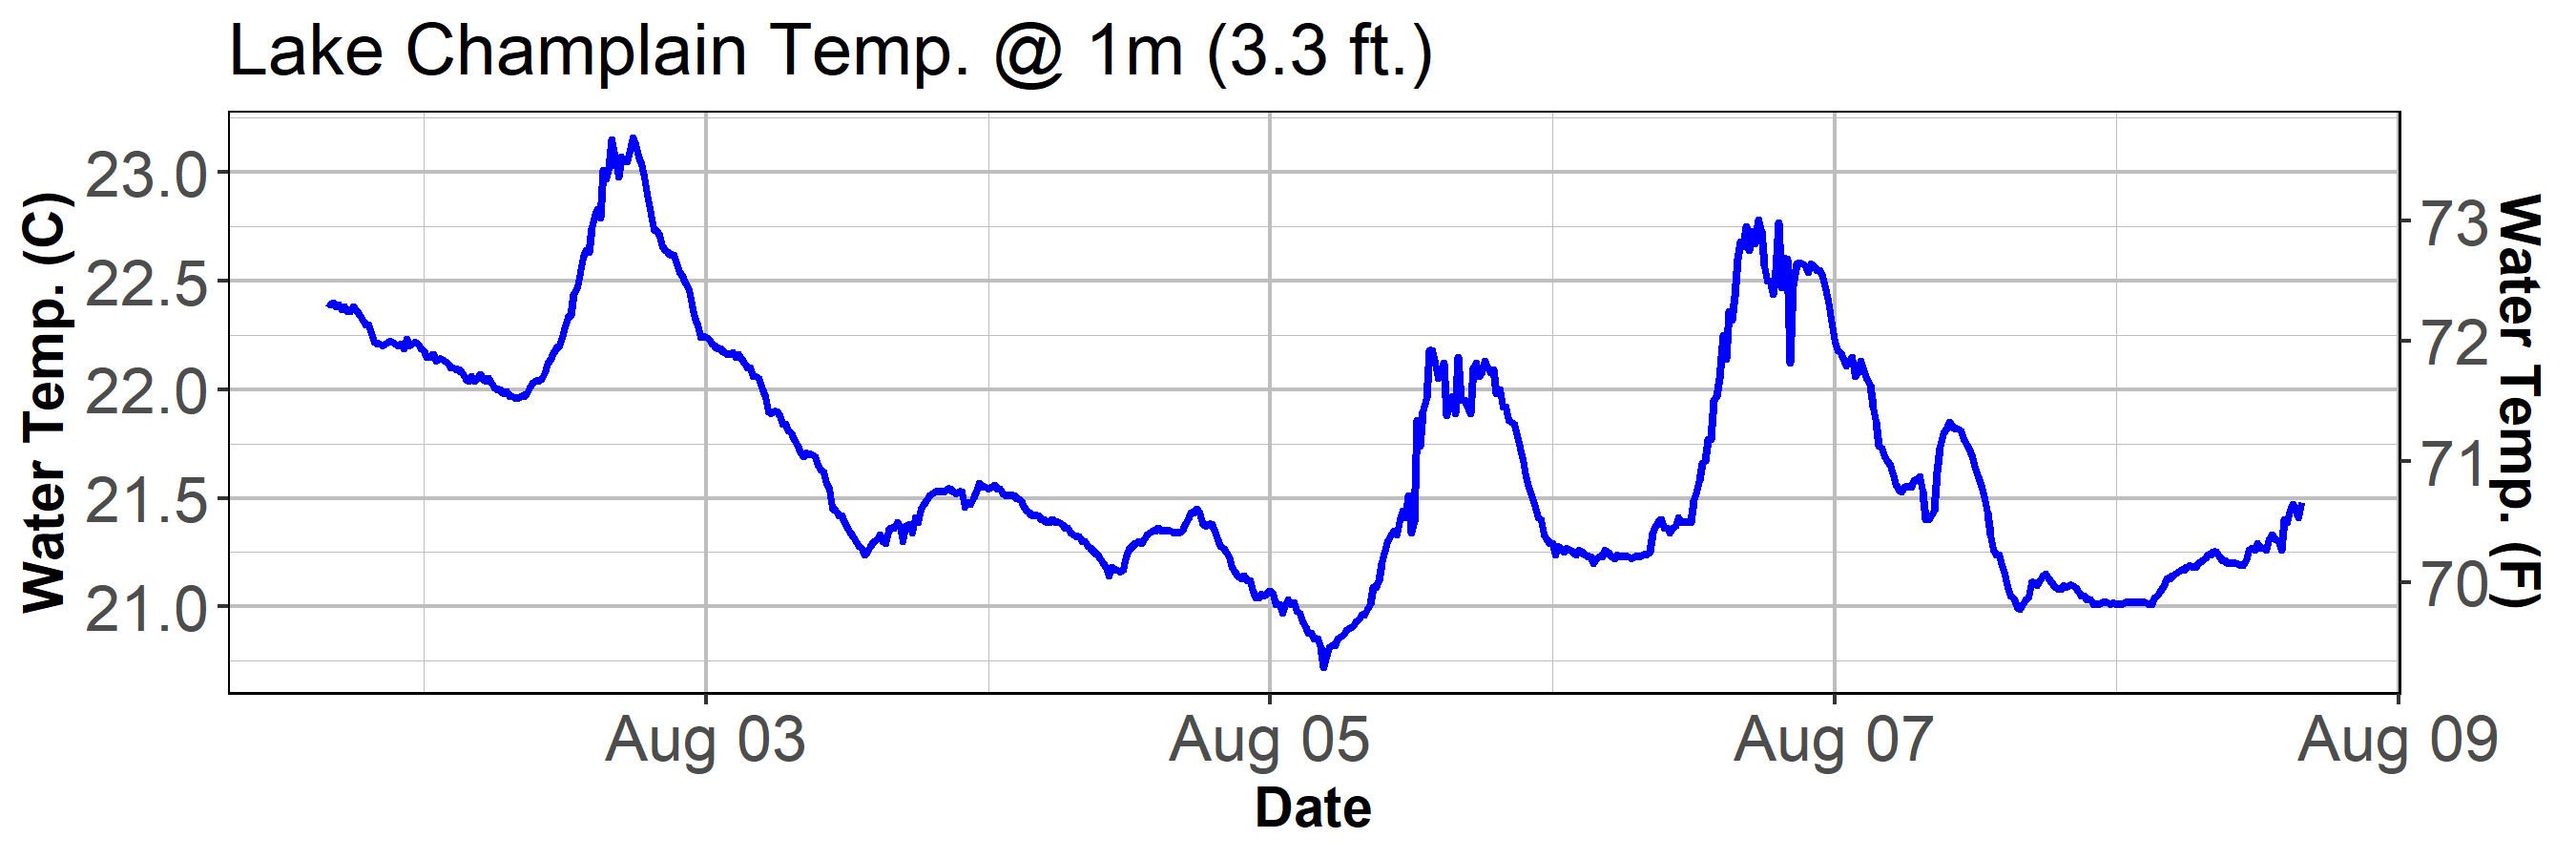 Lake Champlain Temp. @ 1m (3.3 ft.)
Water Temp. (C)
23.0
22.5
22.0
21.5
21.0
73
72
71
70
Water Temp. (F)
Aug 03
Aug 05
Aug 07
Aug 09
Date